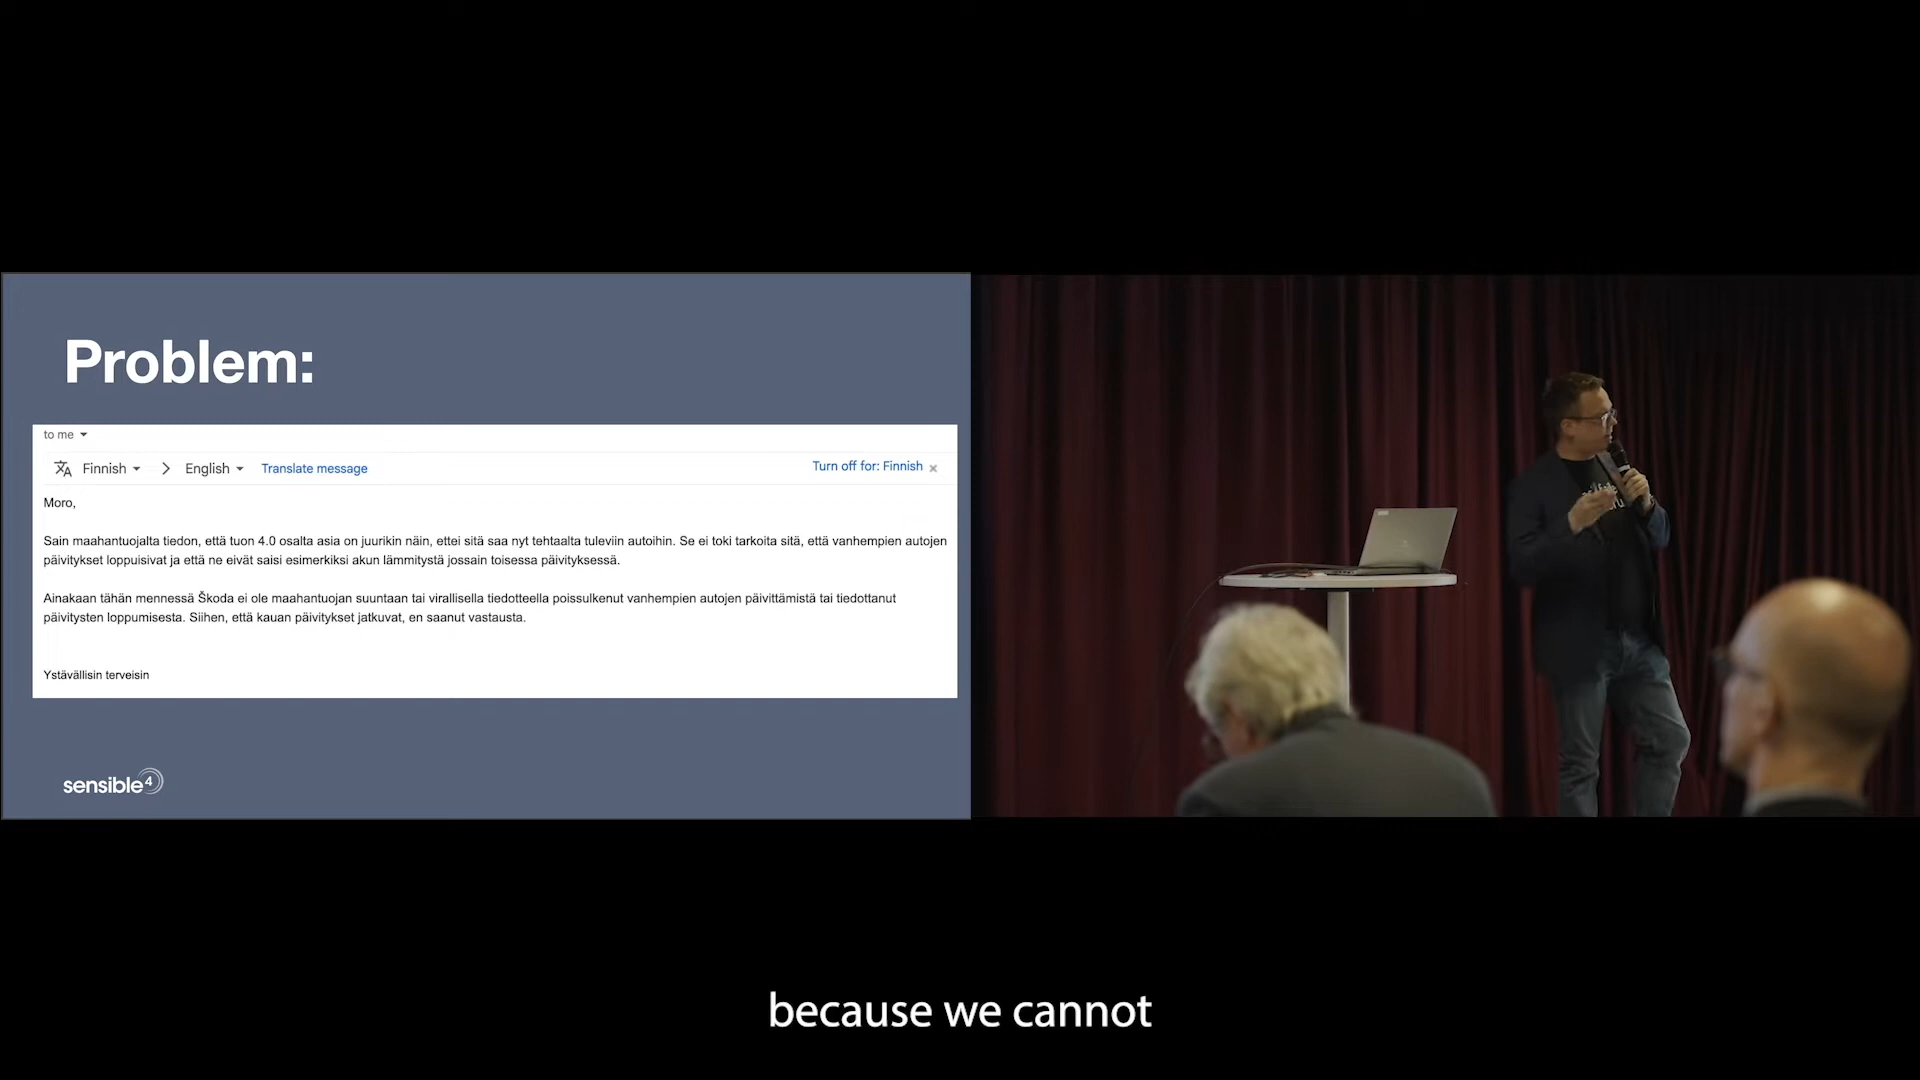 Problem:
to me
Finnish > English Translate message Turn off for: Finnish ×
Moro,
Sain maahantuojalta tiedon, että tuon 4.0 osalta asia on juurikin näin, ettei sitä saa nyt tehtaalta tuleviin autoihin. Se ei toki tarkoita sitä, että vanhempien autojen
päivitykset loppuisivat ja että ne eivät saisi esimerkiksi akun lämmitystä jossain toisessa päivityksessä.
Ainakaan tähän mennessä Škoda ei ole maahantuojan suuntaan tai virallisella tiedotteella poissulkenut vanhempien autojen päivittämistä tai tiedottanut
päivitysten loppumisesta. Siihen, että kauan päivitykset jatkuvat, en saanut vastausta.
Ystävällisin terveisin
sensible4
because we cannot